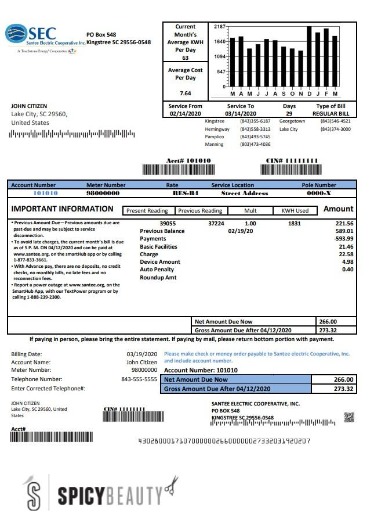 SEC
Santee Electric Cooperative Inc.
A Touchstone Energy Cooperative
PO BOX 548
Kingstree SC 29556-0548
Current
Month's
Average KWH
Per Day
63
Average Cost
Per Day
7.64
2187
1640
1094
547
0
M A M J J A S O N D J F M
JOHN CITIZEN
Lake City, SC 29560,
United States
Service From Service To Days Type of Bill
02/14/2020 03/14/2020 29 REGULAR BILL
Kingstree (843)355-6187 Georgetown (843)546-4521
Hemingway (843)558-3313 Lake City (843)374-3000
Pamplico (843)493-5745
Manning (803)473-4036
Acct# 101010
CIN# 11111111
Account Number Meter Number Rate Service Location Pole Number
101010 98000000 RES-R1 Street Address 0000-X
IMPORTANT INFORMATION
Present Reading Previous Reading Mult KWH Used Amount
39055 37224 1.00 1831 221.56
Previous Balance 02/19/20 589.01
Payments -593.99
Basic Facilities 21.46
Charge 22.58
Device Amount 4.98
Auto Penalty 0.40
Roundup Amt
• Previous Amount Due—Previous amounts due are
past-due and may be subject to service
disconnection.
• To avoid late charges, the current month's bill is due
as of 5 P.M. ON 04/12/2020 and can be paid at
www.santee.org, on the smartHub app or by calling
1-877-833-3661.
• With Advance pay, there are no deposits, no credit
checks, no monthly bills, no late fees and no
reconnection fees.
• Report a power outage at www.santee.org, on the
SmartHub App, with our TextPower program or by
calling 1-888-239-2300.
Net Amount Due Now 266.00
Gross Amount Due After 04/12/2020 273.32
If paying in person, please bring the entire statement. If paying by mail, please return bottom portion with payment.
Billing Date: 03/19/2020
Account Name: John Citizen
Meter Number: 98000000
Telephone Number: 843-555-5555
Enter Corrected Telephone#:
Please make check or money order payable to Santee electric Cooperative, Inc.
and include account number.
Account Number: 101010
Net Amount Due Now 266.00
Gross Amount Due After 04/12/2020 273.32
JOHN CITIZEN
Lake City, SC 29560, United
States
CIN# 11111111
SANTEE ELECTRIC COOPERATIVE, INC.
PO BOX 548
KINGSTREE SC 29556-0548
Acct#
S SPICYBEAUTY